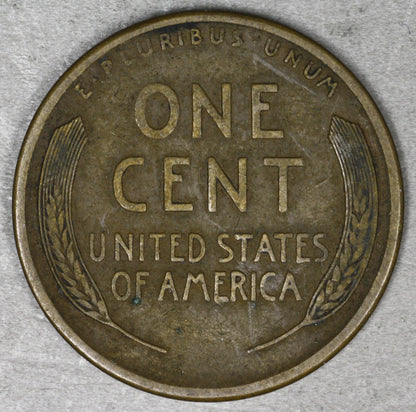 E·PLURIBUS·UNUM
ONE
CENT
UNITED STATES
OF AMERICA